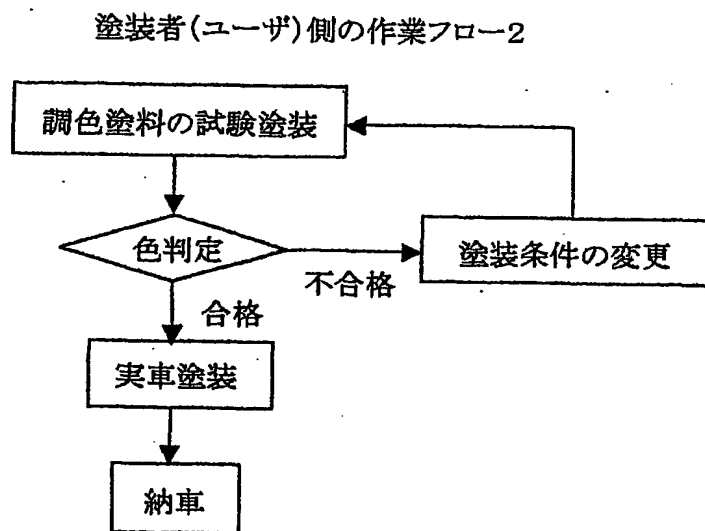 塗装者(ユーザ)側の作業フロー2
調色塗料の試験塗装
色判定
不合格
塗装条件の変更
合格
実車塗装
納車